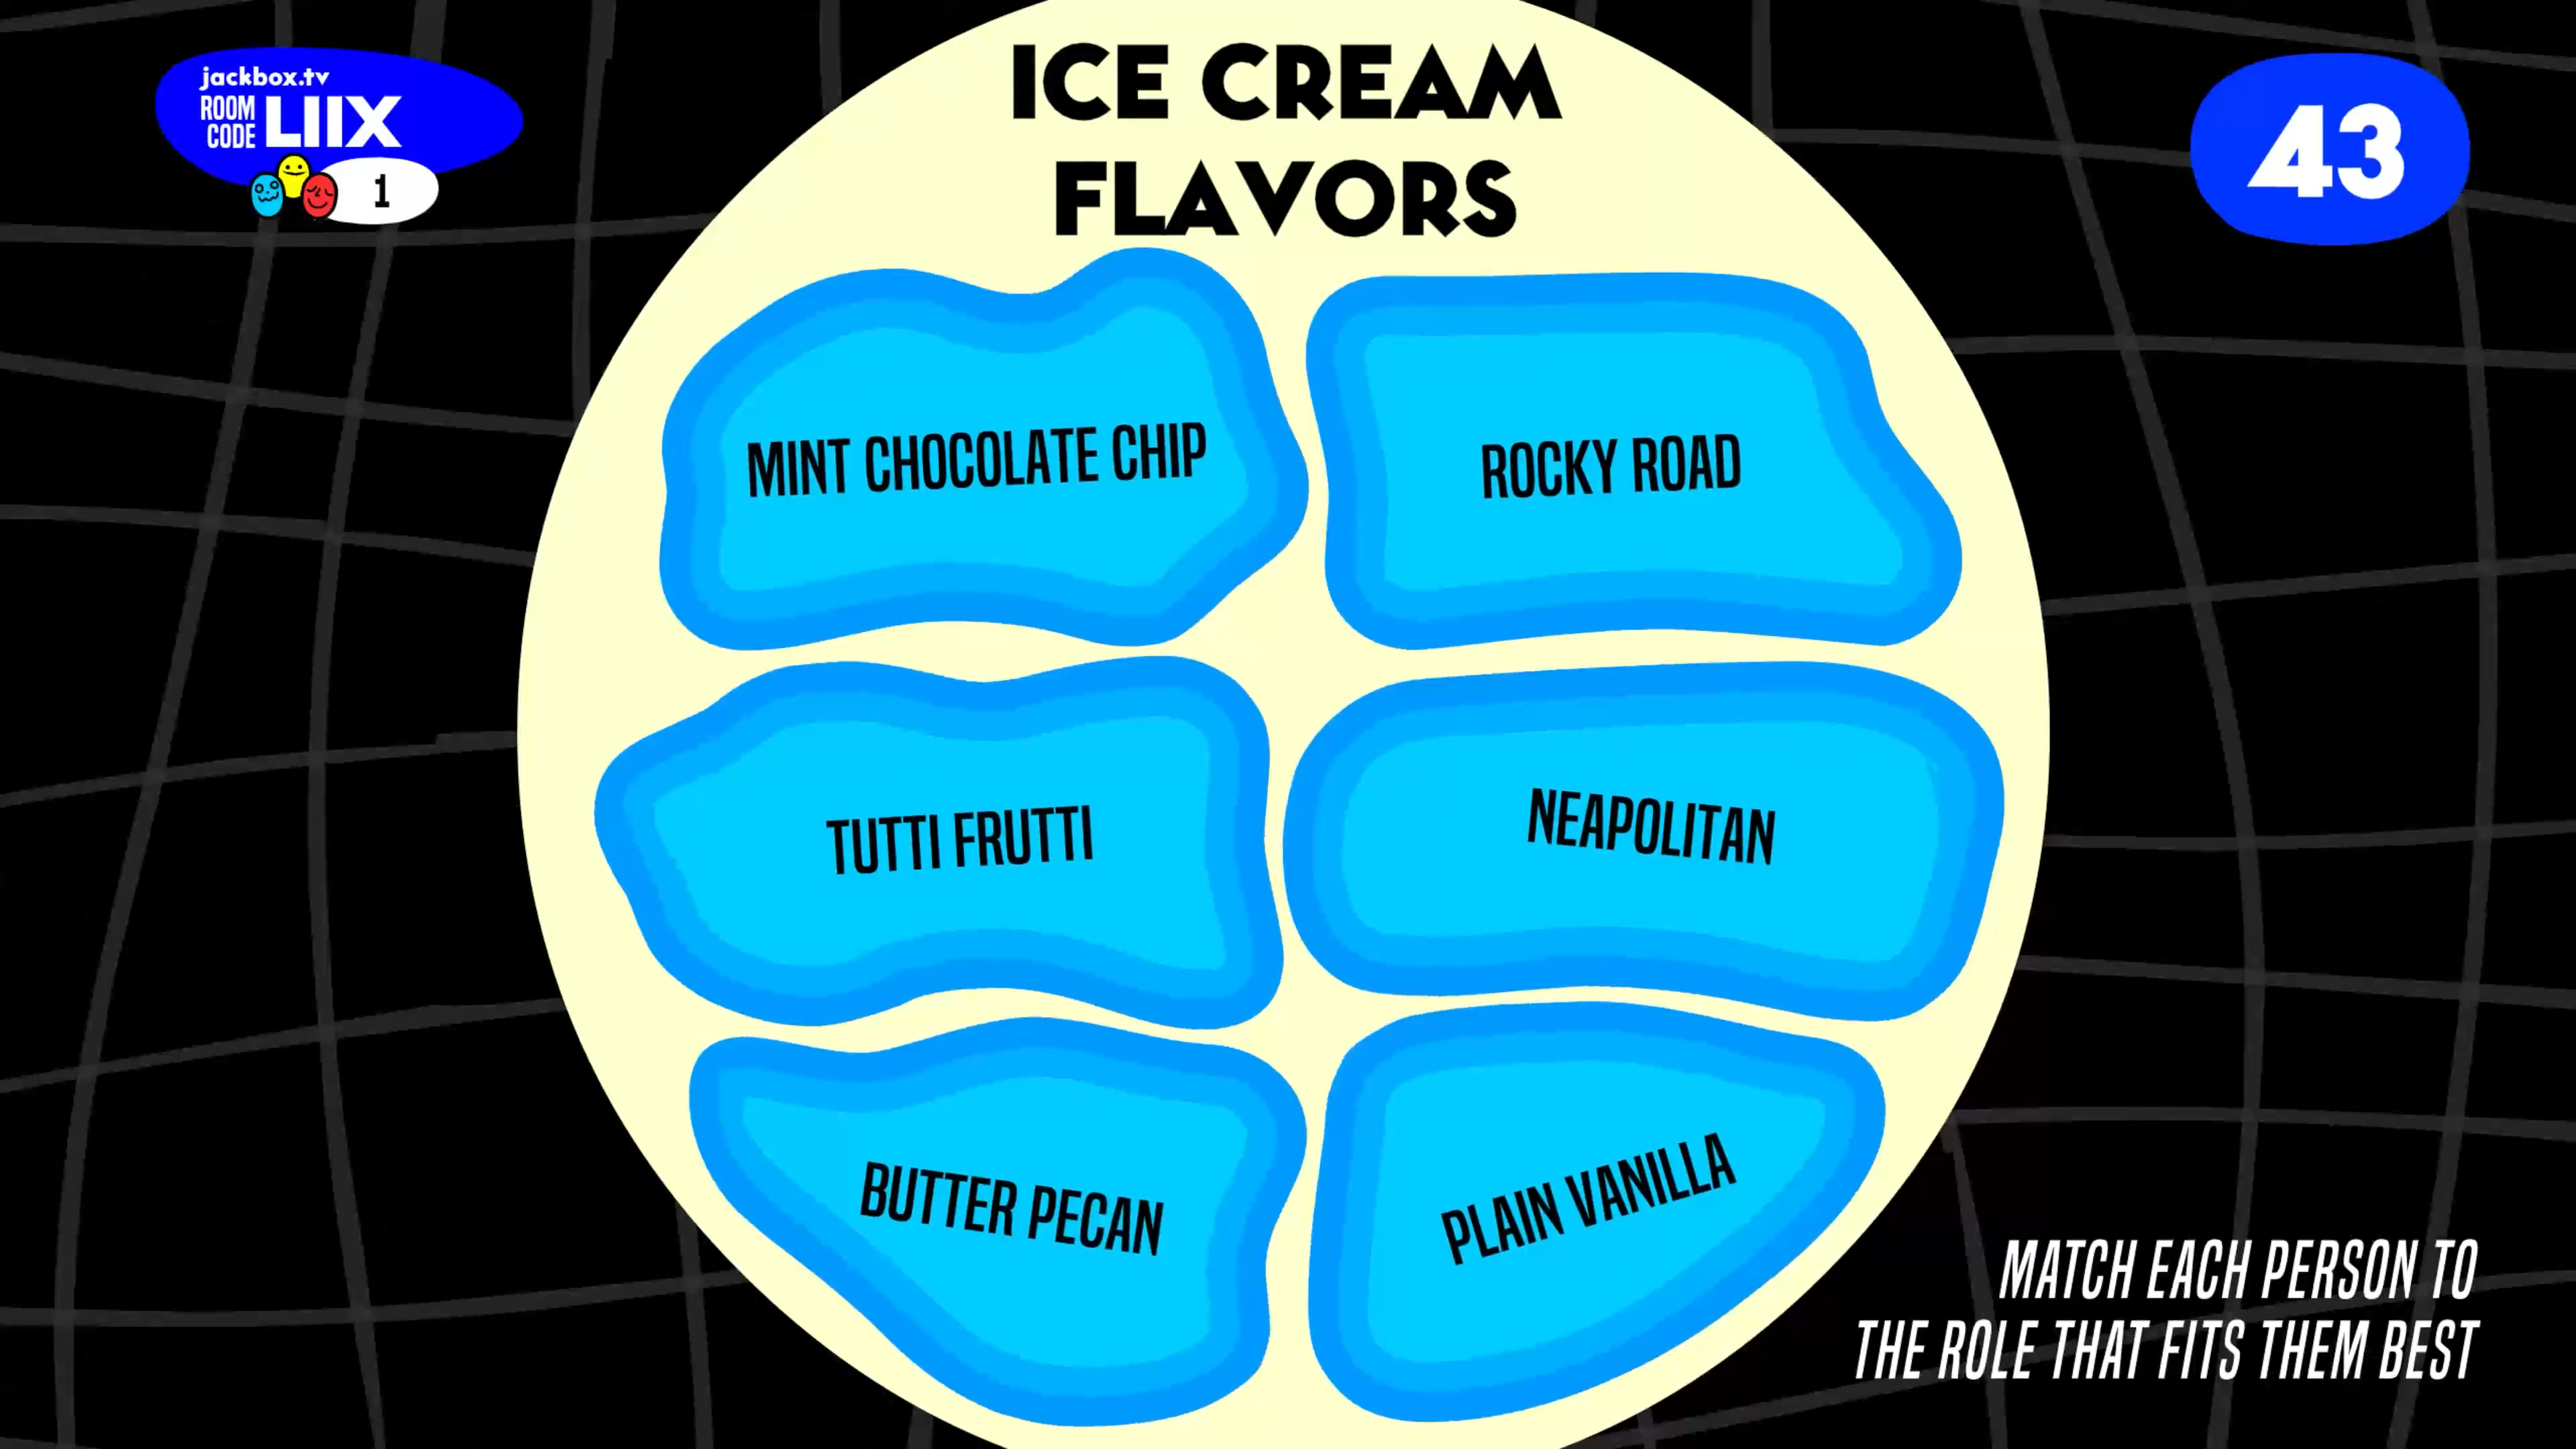 jackbox.tv
ROOM
CODE LIIX
1
ICE CREAM
FLAVORS
43
MINT CHOCOLATE CHIP
ROCKY ROAD
TUTTI FRUTTI
NEAPOLITAN
BUTTER PECAN
PLAIN VANILLA
MATCH EACH PERSON TO
THE ROLE THAT FITS THEM BEST